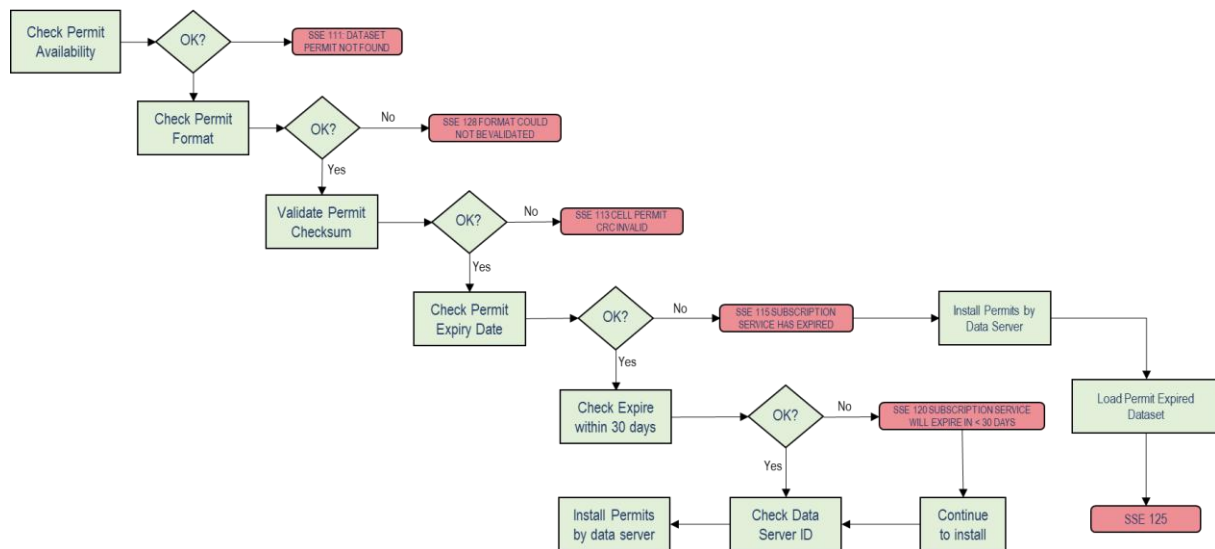 Check Permit
Availability
OK?
SSE 111: DATASET
PERMIT NOT FOUND
Check Permit
Format
OK?
No
SSE 128 FORMAT COULD
NOT BE VALIDATED
Yes
Validate Permit
Checksum
OK?
No
SSE 113 CELL PERMIT
CRC INVALID
Yes
Check Permit
Expiry Date
OK?
No
SSE 115 SUBSCRIPTION
SERVICE HAS EXPIRED
Install Permits by
Data Server
Yes
Check Expire
within 30 days
OK?
No
SSE 120 SUBSCRIPTION SERVICE
WILL EXPIRE IN < 30 DAYS
Load Permit Expired
Dataset
Yes
Install Permits
by data server
Check Data
Server ID
Continue
to install
SSE 125